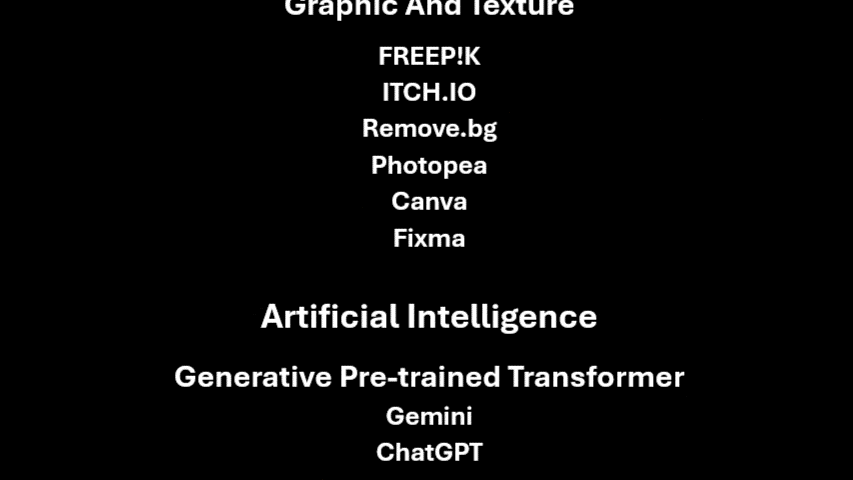 Graphic And Texture
FREEP!K
ITCH.IO
Remove.bg
Photopea
Canva
Fixma
Artificial Intelligence
Generative Pre-trained Transformer
Gemini
ChatGPT